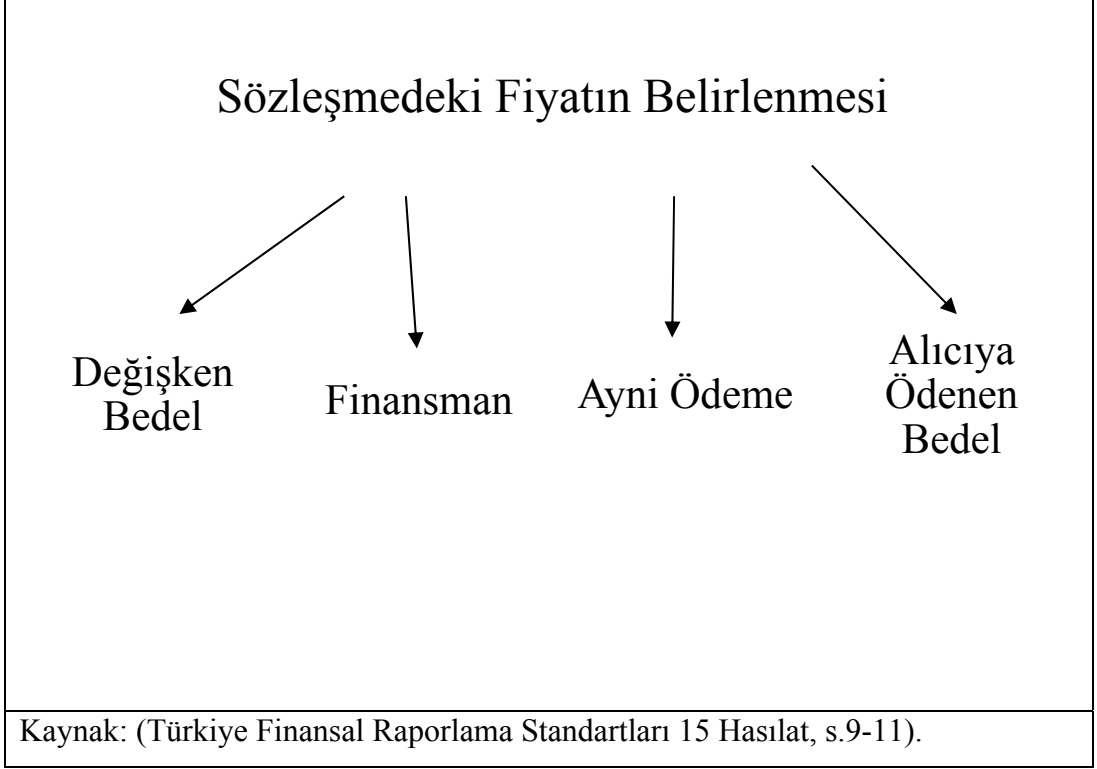 Sözleşmedeki Fiyatın Belirlenmesi
Değişken
Bedel
Finansman
Ayni Ödeme
Alıcıya
Ödenen
Bedel
Kaynak: (Türkiye Finansal Raporlama Standartları 15 Hasılat, s.9-11).